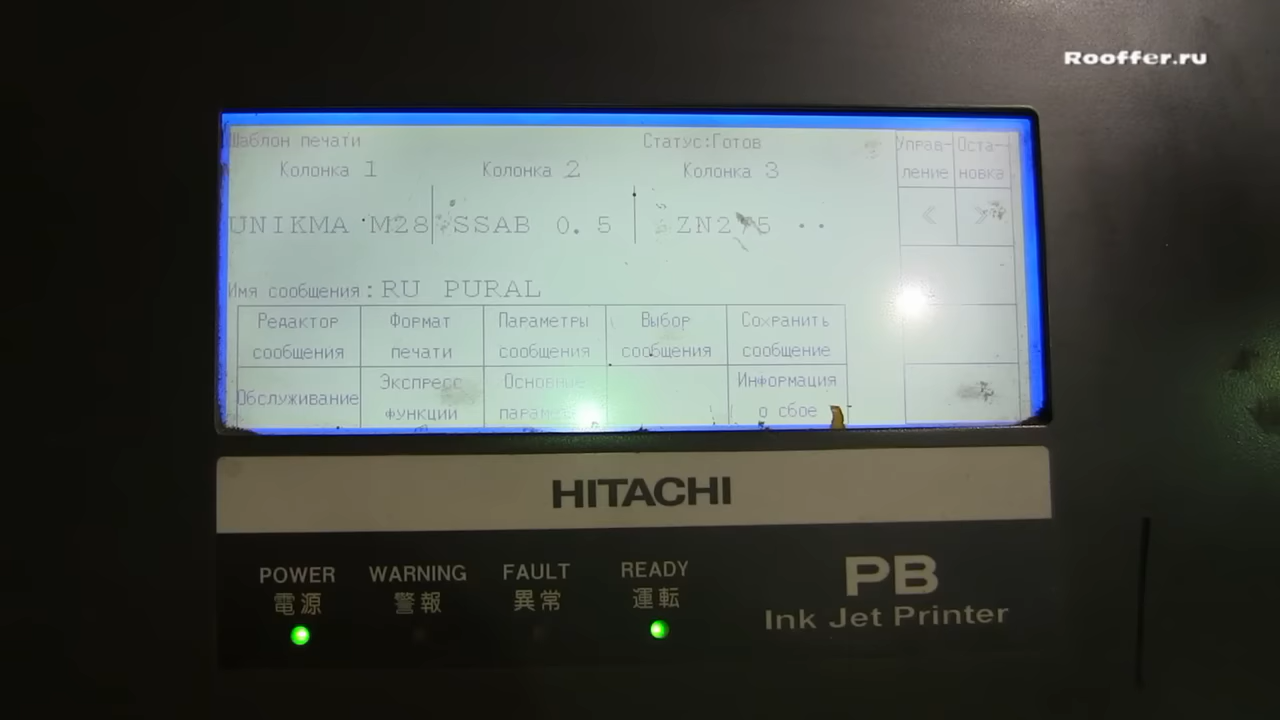 Rooffer.ru
Шаблон печати Статус:Готов
Колонка 1 Колонка 2 Колонка 3
Управ-
ление
Оста-
новка
UNIKMA M28 SSAB 0.5 ZN275 ..
« »
Имя сообщения:RU PURAL
Редактор
сообщения
Формат
печати
Параметры
сообщения
Выбор
сообщения
Сохранить
сообщение
Обслуживание
Экспресс
функции
Основные
Информация
о сбое
HITACHI
POWER WARNING FAULT READY
電源 警報 異常 運転
PB
Ink Jet Printer